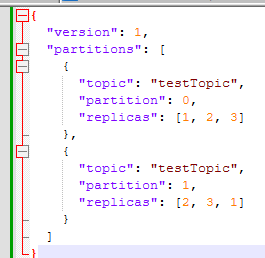 {
"version": 1,
"partitions": [
{
"topic": "testTopic",
"partition": 0,
"replicas": [1, 2, 3]
},
{
"topic": "testTopic",
"partition": 1,
"replicas": [2, 3, 1]
}
]
}